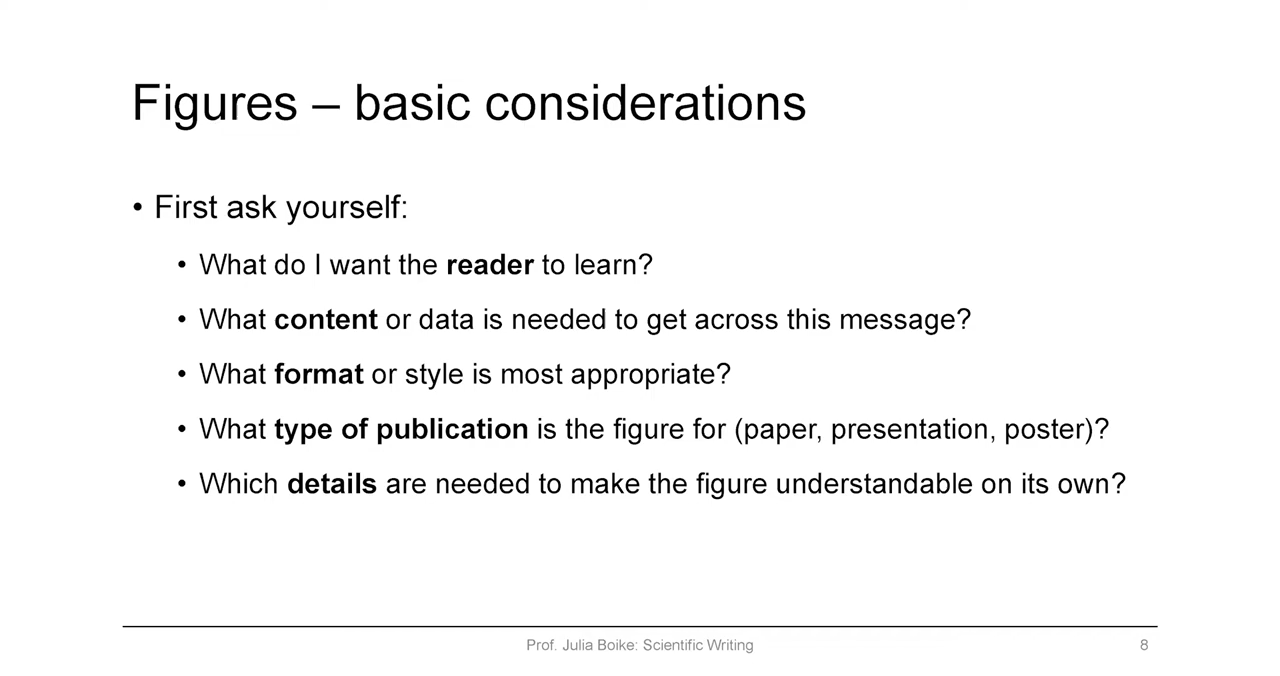 Figures – basic considerations
• First ask yourself:
• What do I want the reader to learn?
• What content or data is needed to get across this message?
• What format or style is most appropriate?
• What type of publication is the figure for (paper, presentation, poster)?
• Which details are needed to make the figure understandable on its own?
Prof. Julia Boike: Scientific Writing
8